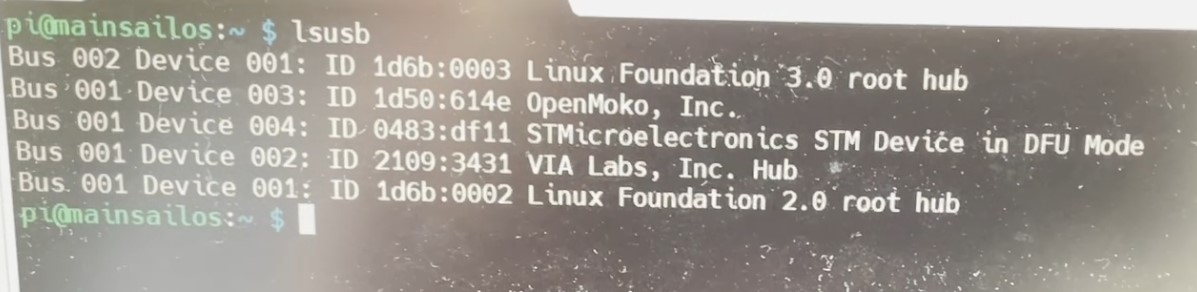 pi@mainsailos:~ $ lsusb
Bus 002 Device 001: ID 1d6b:0003 Linux Foundation 3.0 root hub
Bus 001 Device 003: ID 1d50:614e OpenMoko, Inc.
Bus 001 Device 004: ID 0483:df11 STMicroelectronics STM Device in DFU Mode
Bus 001 Device 002: ID 2109:3431 VIA Labs, Inc. Hub
Bus 001 Device 001: ID 1d6b:0002 Linux Foundation 2.0 root hub
pi@mainsailos:~ $